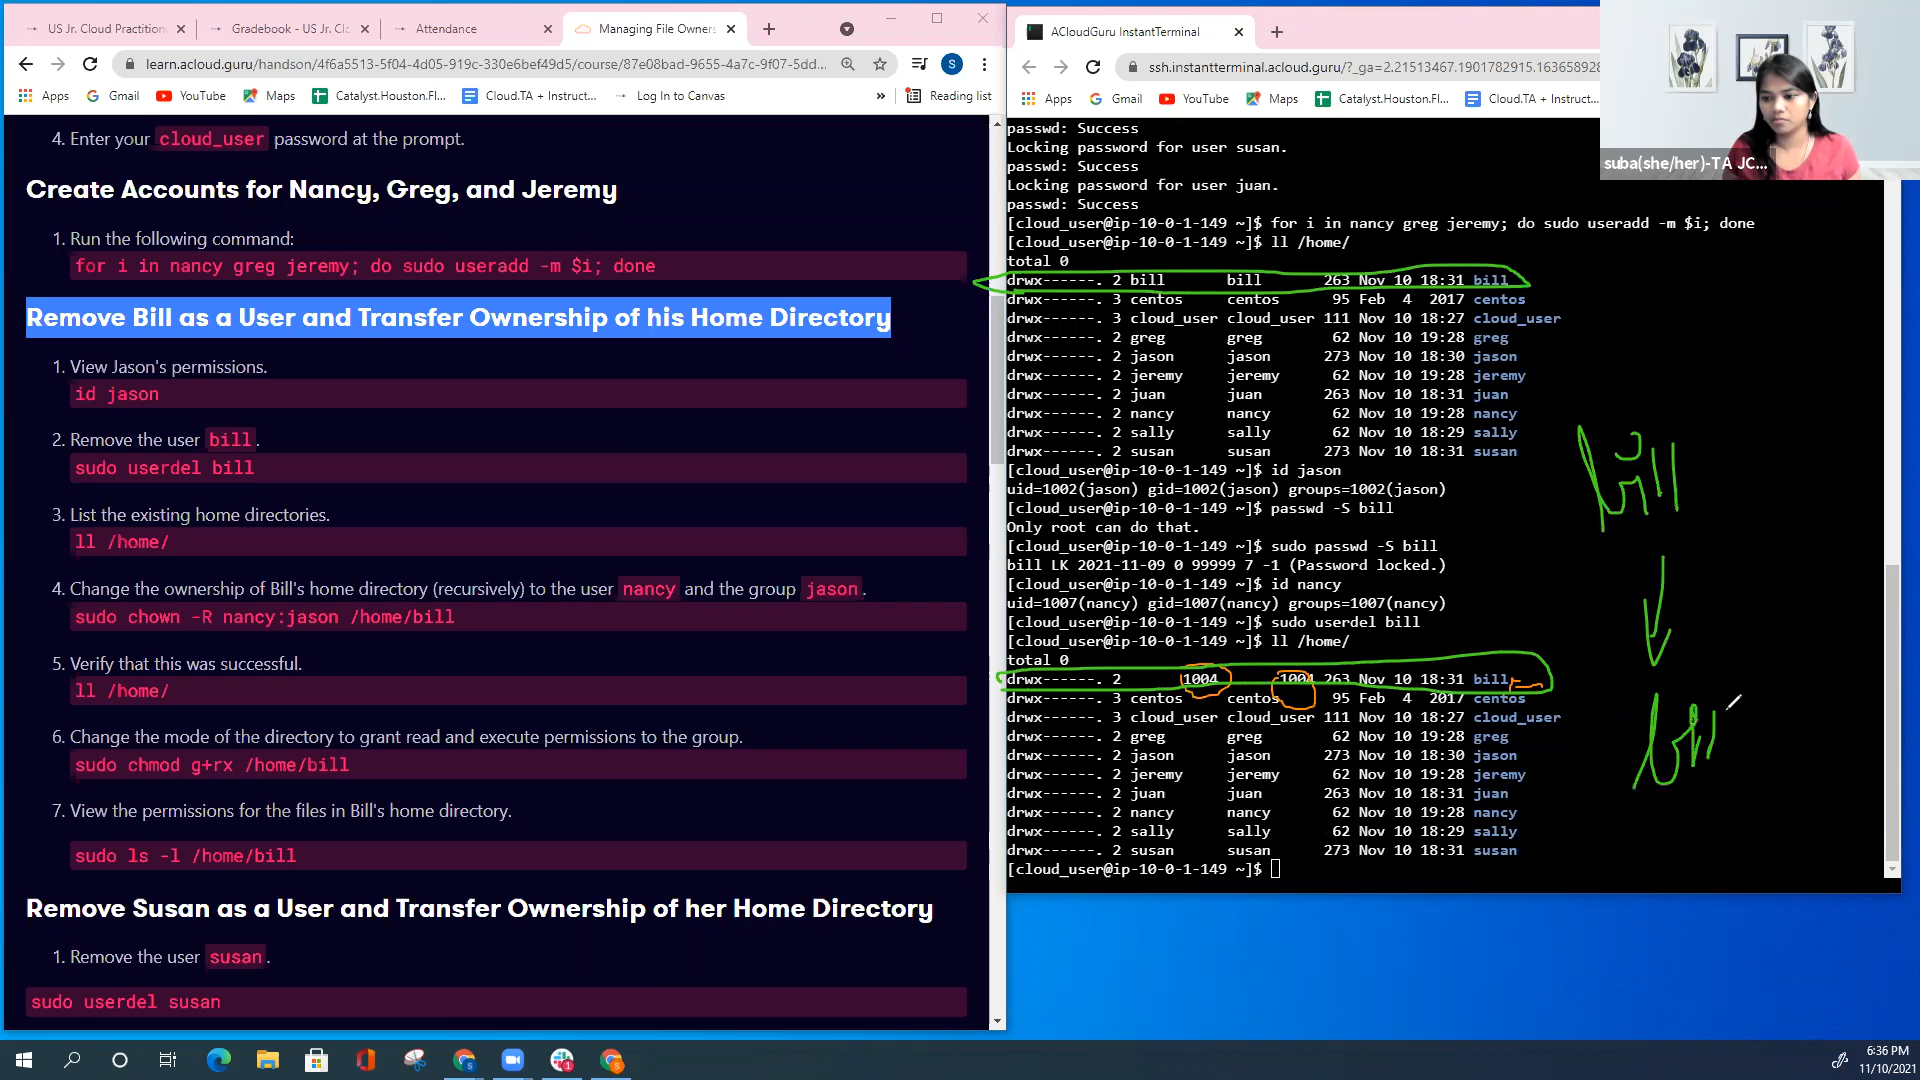 US Jr. Cloud Practition
Gradebook - US Jr. Cl
Attendance
Managing File Owners
learn.acloud.guru/handson/4f6a5513-5f04-4d05-919c-330e6bef49d5/course/87e08bad-9655-4a7c-9f07-5dd...
S
Apps
Gmail
YouTube
Maps
Catalyst.Houston.Fl...
Cloud.TA + Instruct...
Log In to Canvas
»
Reading list
4. Enter your cloud_user password at the prompt.
Create Accounts for Nancy, Greg, and Jeremy
1. Run the following command:
for i in nancy greg jeremy; do sudo useradd -m $i; done
Remove Bill as a User and Transfer Ownership of his Home Directory
1. View Jason's permissions.
id jason
2. Remove the user bill.
sudo userdel bill
3. List the existing home directories.
ll /home/
4. Change the ownership of Bill's home directory (recursively) to the user nancy and the group jason.
sudo chown -R nancy:jason /home/bill
5. Verify that this was successful.
ll /home/
6. Change the mode of the directory to grant read and execute permissions to the group.
sudo chmod g+rx /home/bill
7. View the permissions for the files in Bill's home directory.
sudo ls -l /home/bill
Remove Susan as a User and Transfer Ownership of her Home Directory
1. Remove the user susan.
sudo userdel susan
ACloudGuru InstantTerminal
ssh.instantterminal.acloud.guru/?_ga=2.21513467.1901782915.163658928
Apps
Gmail
YouTube
Maps
Catalyst.Houston.Fl...
Cloud.TA + Instruct...
suba(she/her)-TA JC...
passwd: Success
Locking password for user susan.
passwd: Success
Locking password for user juan.
passwd: Success
[cloud_user@ip-10-0-1-149 ~]$ for i in nancy greg jeremy; do sudo useradd -m $i; done
[cloud_user@ip-10-0-1-149 ~]$ ll /home/
total 0
drwx------. 2 bill bill 263 Nov 10 18:31 bill
drwx------. 3 centos centos 95 Feb 4 2017 centos
drwx------. 3 cloud_user cloud_user 111 Nov 10 18:27 cloud_user
drwx------. 2 greg greg 62 Nov 10 19:28 greg
drwx------. 2 jason jason 273 Nov 10 18:30 jason
drwx------. 2 jeremy jeremy 62 Nov 10 19:28 jeremy
drwx------. 2 juan juan 263 Nov 10 18:31 juan
drwx------. 2 nancy nancy 62 Nov 10 19:28 nancy
drwx------. 2 sally sally 62 Nov 10 18:29 sally
drwx------. 2 susan susan 273 Nov 10 18:31 susan
[cloud_user@ip-10-0-1-149 ~]$ id jason
uid=1002(jason) gid=1002(jason) groups=1002(jason)
[cloud_user@ip-10-0-1-149 ~]$ passwd -S bill
Only root can do that.
[cloud_user@ip-10-0-1-149 ~]$ sudo passwd -S bill
bill LK 2021-11-09 0 99999 7 -1 (Password locked.)
[cloud_user@ip-10-0-1-149 ~]$ id nancy
uid=1007(nancy) gid=1007(nancy) groups=1007(nancy)
[cloud_user@ip-10-0-1-149 ~]$ sudo userdel bill
[cloud_user@ip-10-0-1-149 ~]$ ll /home/
total 0
drwx------. 2 1004 1004 263 Nov 10 18:31 bill
drwx------. 3 centos centos 95 Feb 4 2017 centos
drwx------. 3 cloud_user cloud_user 111 Nov 10 18:27 cloud_user
drwx------. 2 greg greg 62 Nov 10 19:28 greg
drwx------. 2 jason jason 273 Nov 10 18:30 jason
drwx------. 2 jeremy jeremy 62 Nov 10 19:28 jeremy
drwx------. 2 juan juan 263 Nov 10 18:31 juan
drwx------. 2 nancy nancy 62 Nov 10 19:28 nancy
drwx------. 2 sally sally 62 Nov 10 18:29 sally
drwx------. 2 susan susan 273 Nov 10 18:31 susan
[cloud_user@ip-10-0-1-149 ~]$
bill
6:36 PM
11/10/2021